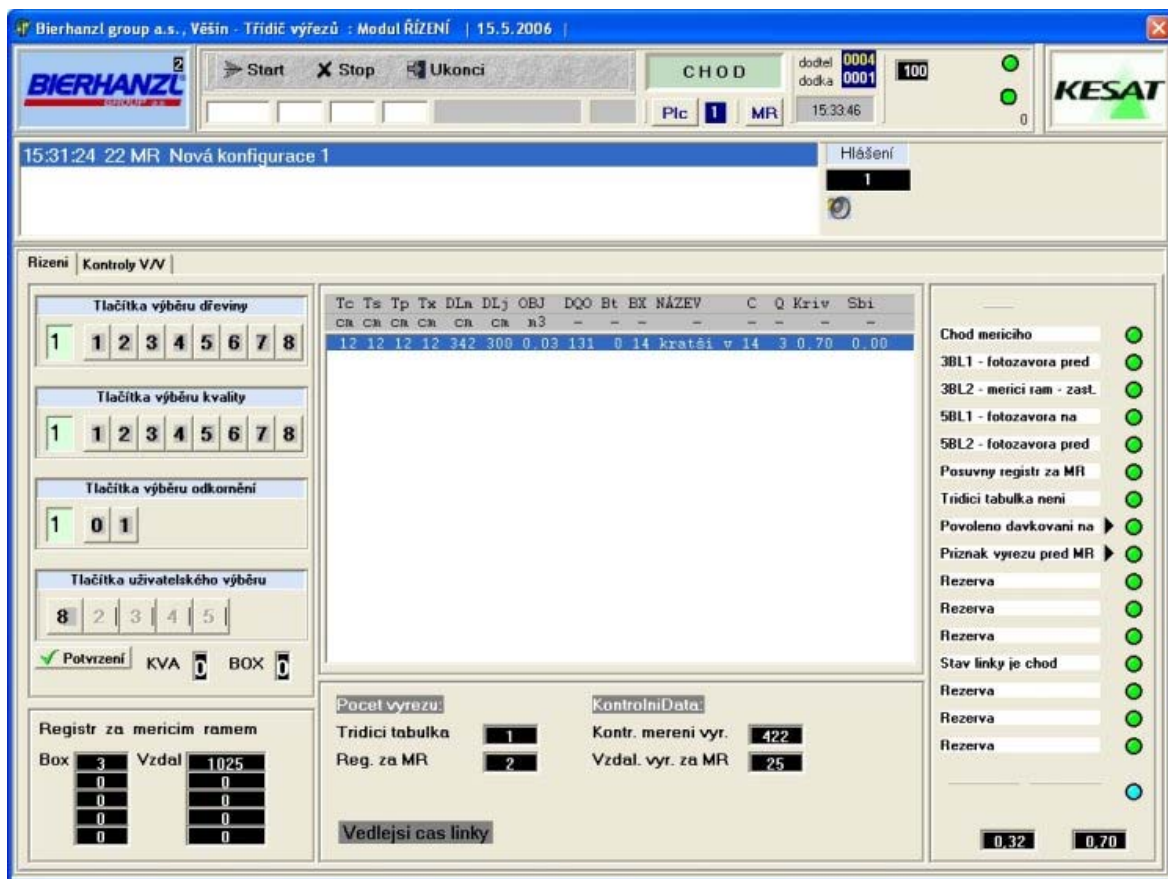 Bierhanzl group a.s., Věšín - Třídič výřezů : Modul ŘÍZENÍ | 15.5.2006 |
BIERHANZL 2
GROUP a.s.
Start Stop Ukonci
CHOD
dodtel 0004
dodka 0001
100
Plc 1 MR
15:33:46
0
KESAT
15:31:24 22 MR Nová konfigurace 1
Hlášení
1
Rizeni Kontroly V/V
Tlačítka výběru dřeviny
1 1 2 3 4 5 6 7 8
Tlačítka výběru kvality
1 1 2 3 4 5 6 7 8
Tlačítka výběru odkornění
1 0 1
Tlačítka uživatelského výběru
8 2 3 4 5
Potvrzení KVA 0 BOX 0
Tc Ts Tp Tx DLn DLj OBJ DQO Bt BX NÁZEV C Q Kriv Sbi
cm cm cm cm cm cm m3 - - - - - - - -
12 12 12 12 342 300 0,03 131 0 14 kratší v 14 3 0,70 0,00
Chod mericiho
3BL1 - fotozavora pred
3BL2 - merici ram - zast.
5BL1 - fotozavora na
5BL2 - fotozavora pred
Posuvny registr za MR
Tridici tabulka neni
Povoleno davkovani na
Priznak vyrezu pred MR
Rezerva
Rezerva
Rezerva
Stav linky je chod
Rezerva
Rezerva
Rezerva
0,32 0,70
Registr za mericim ramem
Box 3 Vzdal 1025
0 0
0 0
0 0
0 0
Pocet vyrezu:
Tridici tabulka 1
Reg. za MR 2
KontrolniData:
Kontr. mereni vyr. 422
Vzdal. vyr. za MR 25
Vedlejsi cas linky